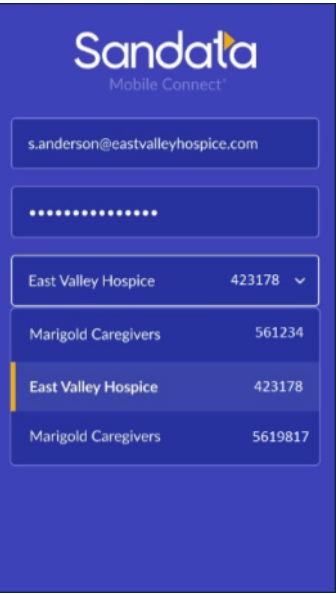 Sandata
Mobile Connect
s.anderson@eastvalleyhospice.com
•••••••••••••••
East Valley Hospice 423178
Marigold Caregivers 561234
East Valley Hospice 423178
Marigold Caregivers 5619817